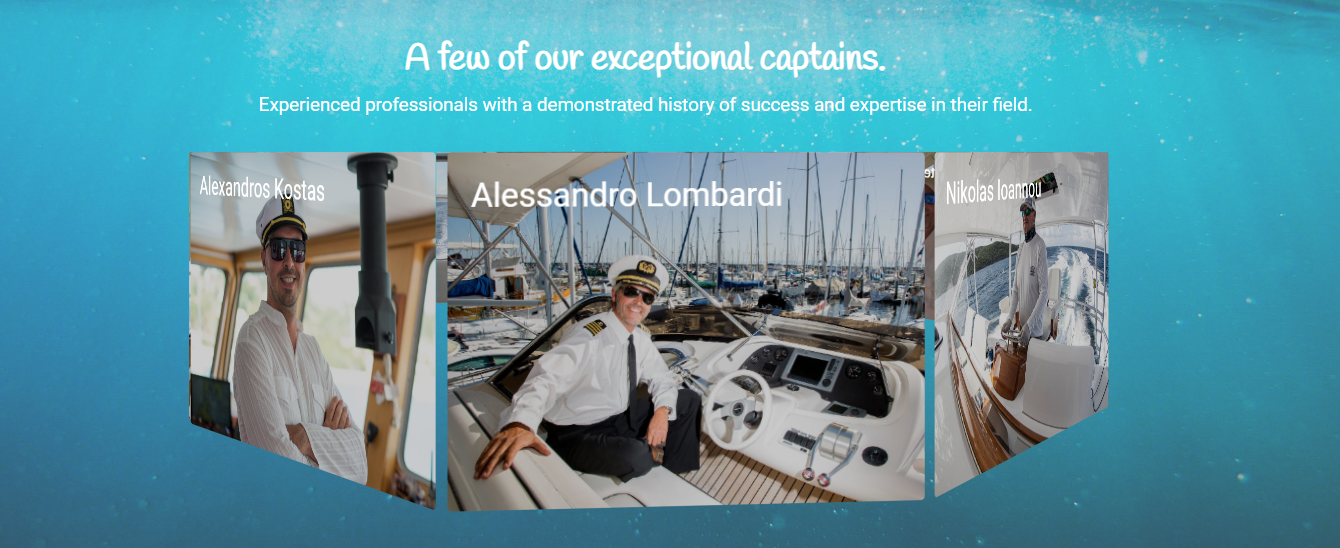 A few of our exceptional captains.
Experienced professionals with a demonstrated history of success and expertise in their field.
Alexandros Kostas
Alessandro Lombardi
Nikolas Ioannou